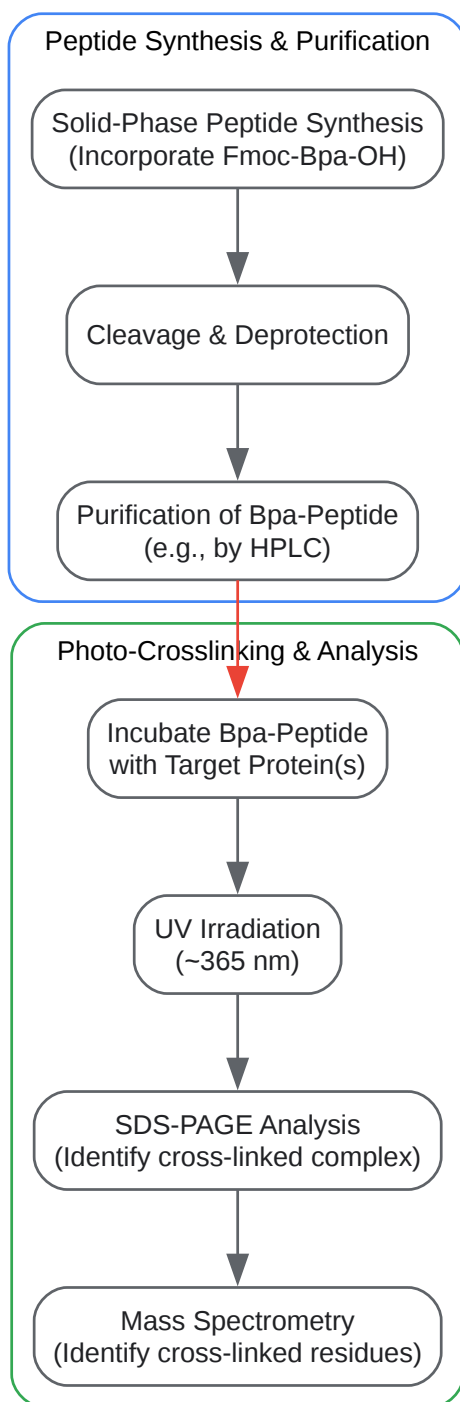 Peptide Synthesis & Purification
Solid-Phase Peptide Synthesis
(Incorporate Fmoc-Bpa-OH)
Cleavage & Deprotection
Purification of Bpa-Peptide
(e.g., by HPLC)
Photo-Crosslinking & Analysis
Incubate Bpa-Peptide
with Target Protein(s)
UV Irradiation
(~365 nm)
SDS-PAGE Analysis
(Identify cross-linked complex)
Mass Spectrometry
(Identify cross-linked residues)